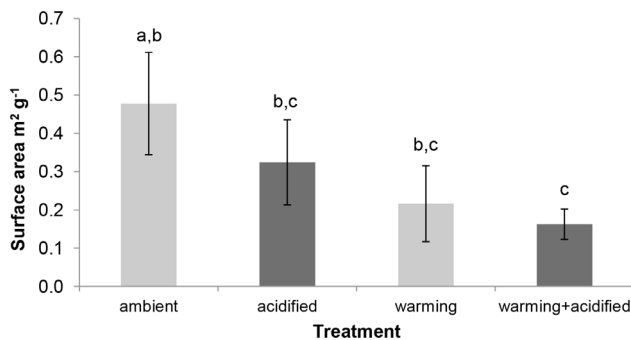 0.7
a,b
0.6
0.5
b,c
b,c
0.4
0.3
c
0.2
0.1
0.0
Surface area m² g⁻¹
ambient acidified warming warming+acidified
Treatment